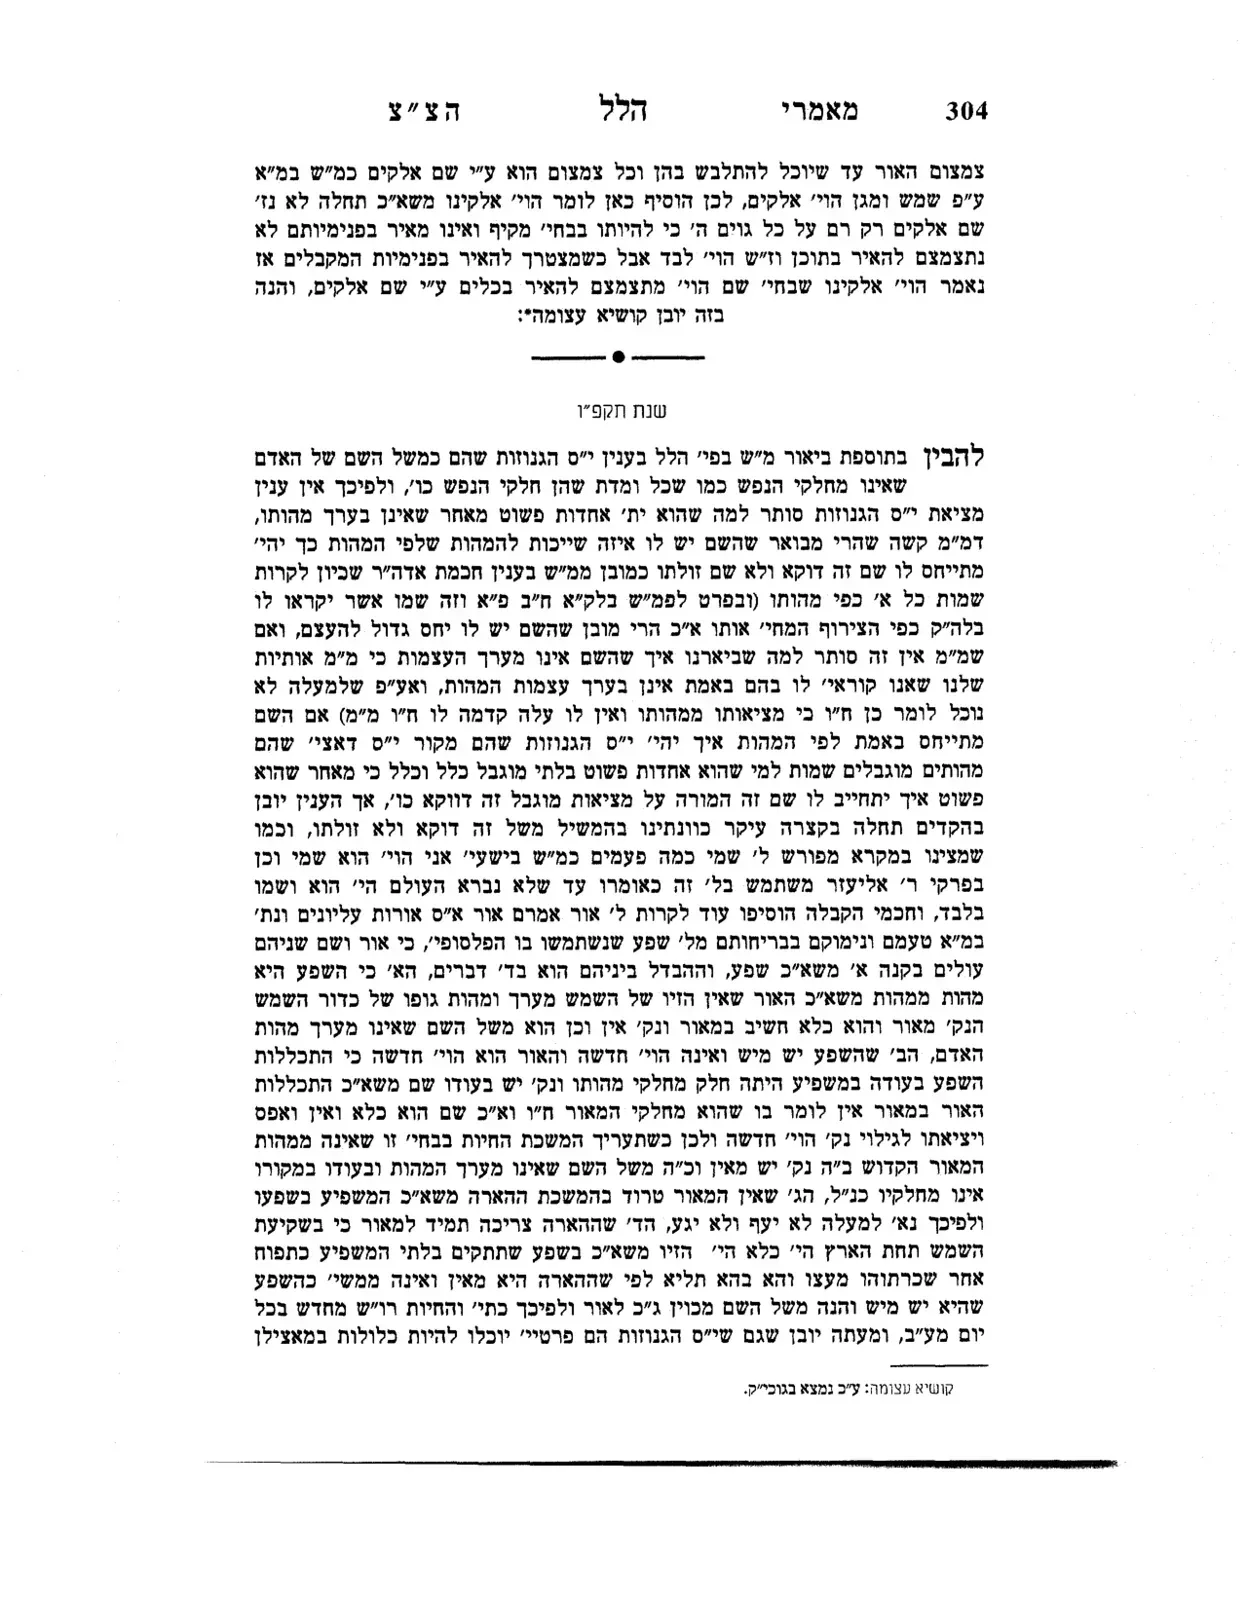 304 מאמרי הלל הצ״צ
צמצום האור עד שיוכל להתלבש בהן וכל צמצום הוא ע״י שם אלקים כמ״ש במ״א
ע״פ שמש ומגן הוי׳ אלקים, לכן הוסיף כאן לומר הוי׳ אלקינו משא״כ תחלה לא נז׳
שם אלקים רק רם על כל גוים ה׳ כי להיותו בבחי׳ מקיף ואינו מאיר בפנימיותם לא
נתצמצם להאיר בתוכן וז״ש הוי׳ לבד אבל כשמצטרך להאיר בפנימיות המקבלים אז
נאמר הוי׳ אלקינו שבחי׳ שם הוי׳ מתצמצם להאיר בכלים ע״י שם אלקים, והנה
בזה יובן קושיא עצומה*:
שנת תקפ״ו
להבין בתוספת ביאור מ״ש בפי׳ הלל בענין י״ס הגנוזות שהם כמשל השם של האדם
שאינו מחלקי הנפש כמו שכל ומדת שהן חלקי הנפש כו׳, ולפיכך אין ענין
מציאת י״ס הגנוזות סותר למה שהוא ית׳ אחדות פשוט מאחר שאינן בערך מהותו,
דמ״מ קשה שהרי מבואר שהשם יש לו איזה שייכות להמהות שלפי המהות כך יהי׳
מתייחס לו שם זה דוקא ולא שם זולתו כמובן ממ״ש בענין חכמת אדה״ר שכיון לקרות
שמות כל א׳ כפי מהותו (ובפרט לפמ״ש בלק״א ח״ב פ״א וזה שמו אשר יקראו לו
בלה״ק כפי הצירוף המחי׳ אותו א״כ הרי מובן שהשם יש לו יחס גדול להעצם, ואם
שמ״מ אין זה סותר למה שביארנו איך שהשם אינו מערך העצמות כי מ״מ אותיות
שלנו שאנו קוראי׳ לו בהם באמת אינן בערך עצמות המהות, ואע״פ שלמעלה לא
נוכל לומר כן ח״ו כי מציאותו ממהותו ואין לו עלה קדמה לו ח״ו מ״מ) אם השם
מתייחס באמת לפי המהות איך יהי׳ י״ס הגנוזות שהם מקור י״ס דאצי׳ שהם
מהותים מוגבלים שמות למי שהוא אחדות פשוט בלתי מוגבל כלל וכלל כי מאחר שהוא
פשוט איך יתחייב לו שם זה המורה על מציאות מוגבל זה דווקא כו׳, אך הענין יובן
בהקדים תחלה בקצרה עיקר כוונתינו בהמשיל משל זה דוקא ולא זולתו, וכמו
שמצינו במקרא מפורש ל׳ שמי כמה פעמים כמ״ש בישעי׳ אני הוי׳ הוא שמי וכן
בפרקי ר׳ אליעזר משתמש בל׳ זה כאומרו עד שלא נברא העולם הי׳ הוא ושמו
בלבד, וחכמי הקבלה הוסיפו עוד לקרות ל׳ אור אמרם אור א״ס אורות עליונים ונת׳
במ״א טעמם ונימוקם בבריחותם מל׳ שפע שנשתמשו בו הפלסופי׳, כי אור ושם שניהם
עולים בקנה א׳ משא״כ שפע, וההבדל ביניהם הוא בד׳ דברים, הא׳ כי השפע היא
מהות ממהות משא״כ האור שאין הזיו של השמש מערך ומהות גופו של כדור השמש
הנק׳ מאור והוא כלא חשיב במאור ונק׳ אין וכן הוא משל השם שאינו מערך מהות
האדם, הב׳ שהשפע יש מיש ואינה הוי׳ חדשה והאור הוא הוי׳ חדשה כי התכללות
השפע בעודה במשפיע היתה חלק מחלקי מהותו ונק׳ יש בעודו שם משא״כ התכללות
האור במאור אין לומר בו שהוא מחלקי המאור ח״ו וא״כ שם הוא כלא ואין ואפס
ויציאתו לגילוי נק׳ הוי׳ חדשה ולכן כשתעריך המשכת החיות בבחי׳ זו שאינה ממהות
המאור הקדוש ב״ה נק׳ יש מאין וכ״ה משל השם שאינו מערך המהות ובעודו במקורו
אינו מחלקיו כנ״ל, הג׳ שאין המאור טרוד בהמשכת ההארה משא״כ המשפיע בשפעו
ולפיכך נא׳ למעלה לא יעף ולא יגע, הד׳ שההארה צריכה תמיד למאור כי בשקיעת
השמש תחת הארץ הי׳ כלא הי׳ הזיו משא״כ בשפע שתתקים בלתי המשפיע כתפוח
אחר שכרתוהו מעצו והא בהא תליא לפי שההארה היא מאין ואינה ממשי׳ כהשפע
שהיא יש מיש והנה משל השם מכוין ג״כ לאור ולפיכך כתי׳ והחיות רו״ש מחדש בכל
יום מע״ב, ומעתה יובן שגם שי״ס הגנוזות הם פרטיי׳ יוכלו להיות כלולות במאצילן
קושיא עצומה: ע״כ נמצא בגוכי״ק.